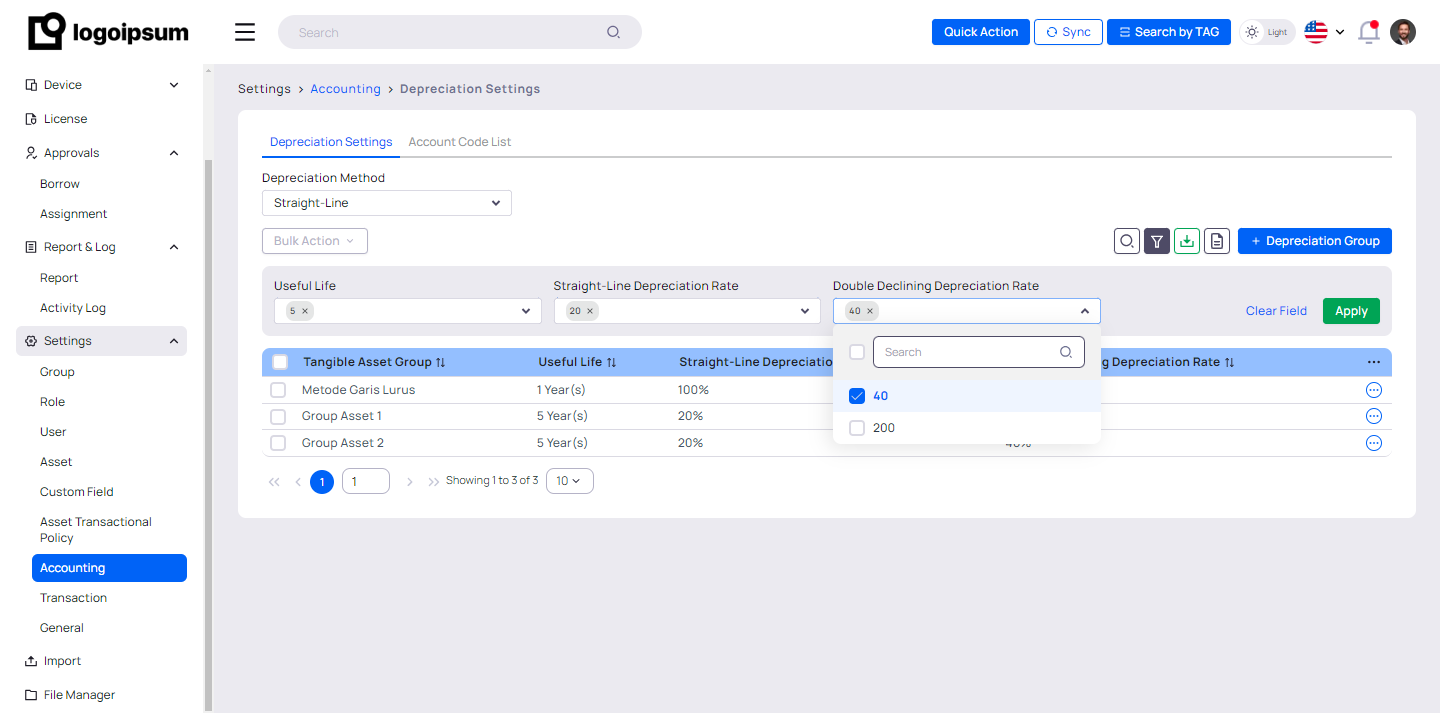 logoipsum
Search
Quick Action
Sync
Search by TAG
Light
Device
License
Approvals
Borrow
Assignment
Report & Log
Report
Activity Log
Settings
Group
Role
User
Asset
Custom Field
Asset Transactional
Policy
Accounting
Transaction
General
Import
File Manager
Settings > Accounting > Depreciation Settings
Depreciation Settings Account Code List
Depreciation Method
Straight-Line
Bulk Action
+ Depreciation Group
Useful Life Straight-Line Depreciation Rate Double Declining Depreciation Rate
5 × 20 × 40 ×
Clear Field Apply
Search
40
200
Tangible Asset Group Useful Life Straight-Line Depreciatio g Depreciation Rate
Metode Garis Lurus 1 Year(s) 100%
Group Asset 1 5 Year(s) 20%
Group Asset 2 5 Year(s) 20% 40%
<< < 1 1 > >> Showing 1 to 3 of 3 10